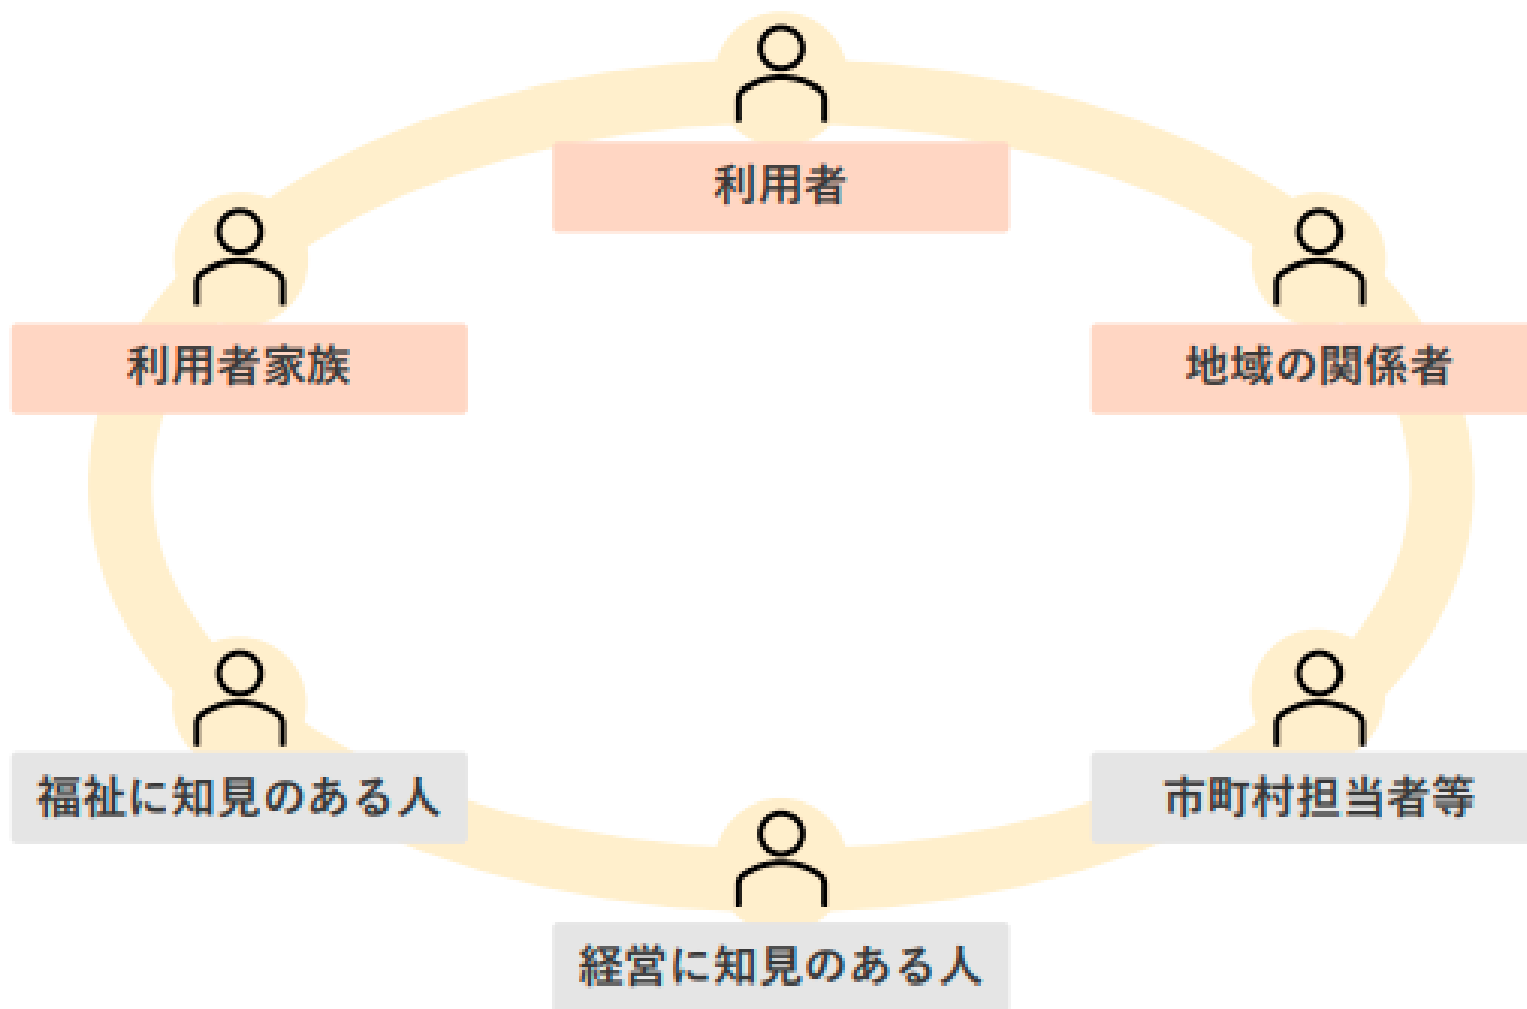 利用者
利用者家族
地域の関係者
福祉に知見のある人
市町村担当者等
経営に知見のある人